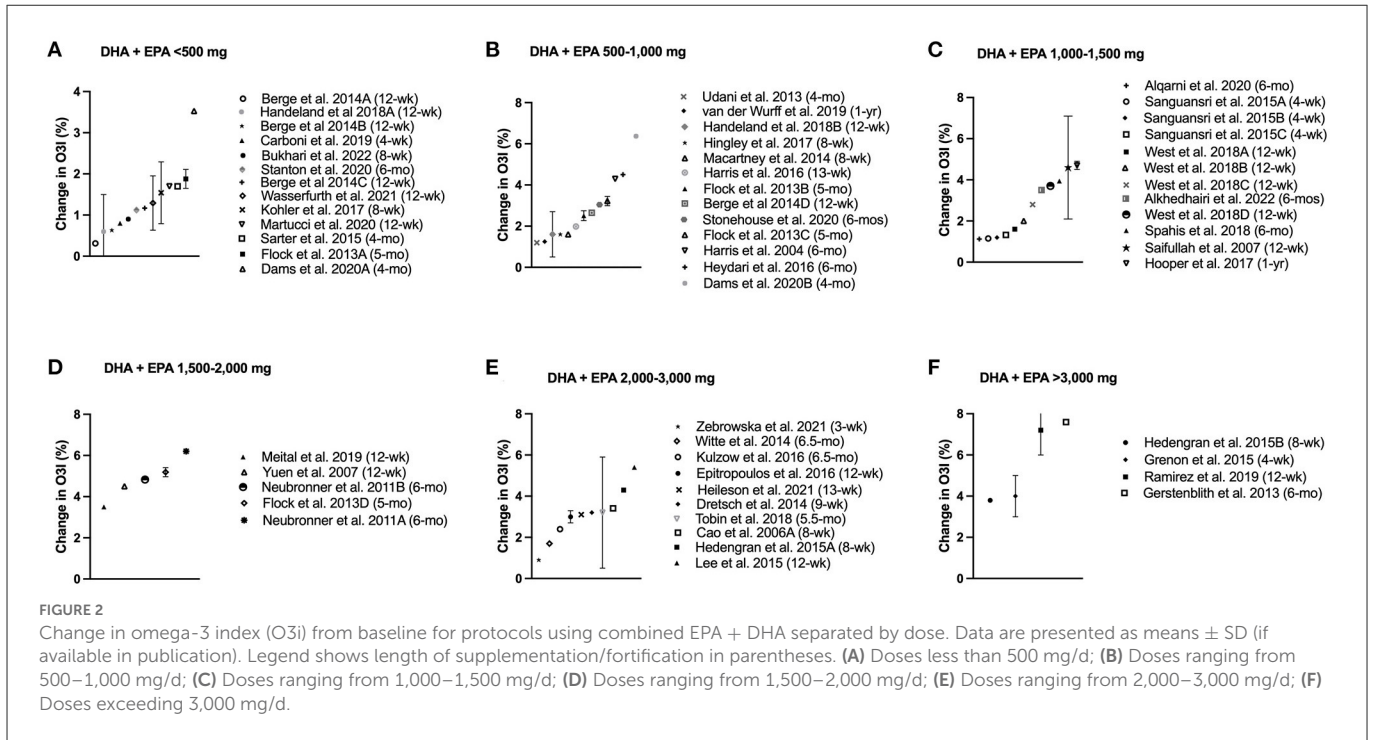 A
DHA + EPA <500 mg
Change in O3I (%)
4
3
2
1
0
Berge et al. 2014A (12-wk)
Handeland et al 2018A (12-wk)
Berge et al 2014B (12-wk)
Carboni et al. 2019 (4-wk)
Bukhari et al. 2022 (8-wk)
Stanton et al. 2020 (6-mo)
Berge et al. 2014C (12-wk)
Wasserfurth et al. 2021 (12-wk)
Kohler et al. 2017 (8-wk)
Martucci et al. 2020 (12-wk)
Sarter et al. 2015 (4-mo)
Flock et al. 2013A (5-mo)
Dams et al. 2020A (4-mo)
B
DHA + EPA 500-1,000 mg
Change in O3I (%)
8
6
4
2
0
Udani et al. 2013 (4-mo)
van der Wurff et al. 2019 (1-yr)
Handeland et al. 2018B (12-wk)
Hingley et al. 2017 (8-wk)
Macartney et al. 2014 (8-wk)
Harris et al. 2016 (13-wk)
Flock et al. 2013B (5-mo)
Berge et al. 2014D (12-wk)
Stonehouse et al. 2020 (6-mos)
Flock et al. 2013C (5-mo)
Harris et al. 2004 (6-mo)
Heydari et al. 2016 (6-mo)
Dams et al. 2020B (4-mo)
C
DHA + EPA 1,000-1,500 mg
Change in O3I (%)
8
6
4
2
0
Alqarni et al. 2020 (6-mo)
Sanguansri et al. 2015A (4-wk)
Sanguansri et al. 2015B (4-wk)
Sanguansri et al. 2015C (4-wk)
West et al. 2018A (12-wk)
West et al. 2018B (12-wk)
West et al. 2018C (12-wk)
Alkhedhairi et al. 2022 (6-mos)
West et al. 2018D (12-wk)
Spahis et al. 2018 (6-mo)
Saifullah et al. 2007 (12-wk)
Hooper et al. 2017 (1-yr)
D
DHA + EPA 1,500-2,000 mg
Change in O3I (%)
8
6
4
2
0
Meital et al. 2019 (12-wk)
Yuen et al. 2007 (12-wk)
Neubronner et al. 2011B (6-mo)
Flock et al. 2013D (5-mo)
Neubronner et al. 2011A (6-mo)
E
DHA + EPA 2,000-3,000 mg
Change in O3I (%)
8
6
4
2
0
Zebrowska et al. 2021 (3-wk)
Witte et al. 2014 (6.5-mo)
Kulzow et al. 2016 (6.5-mo)
Epitropoulos et al. 2016 (12-wk)
Heileson et al. 2021 (13-wk)
Dretsch et al. 2014 (9-wk)
Tobin et al. 2018 (5.5-mo)
Cao et al. 2006A (8-wk)
Hedengran et al. 2015A (8-wk)
Lee et al. 2015 (12-wk)
F
DHA + EPA >3,000 mg
Change in O3I (%)
8
6
4
2
0
Hedengran et al. 2015B (8-wk)
Grenon et al. 2015 (4-wk)
Ramirez et al. 2019 (12-wk)
Gerstenblith et al. 2013 (6-mo)
FIGURE 2
Change in omega-3 index (O3i) from baseline for protocols using combined EPA + DHA separated by dose. Data are presented as means ± SD (if
available in publication). Legend shows length of supplementation/fortification in parentheses. (A) Doses less than 500 mg/d; (B) Doses ranging from
500–1,000 mg/d; (C) Doses ranging from 1,000–1,500 mg/d; (D) Doses ranging from 1,500–2,000 mg/d; (E) Doses ranging from 2,000–3,000 mg/d; (F)
Doses exceeding 3,000 mg/d.